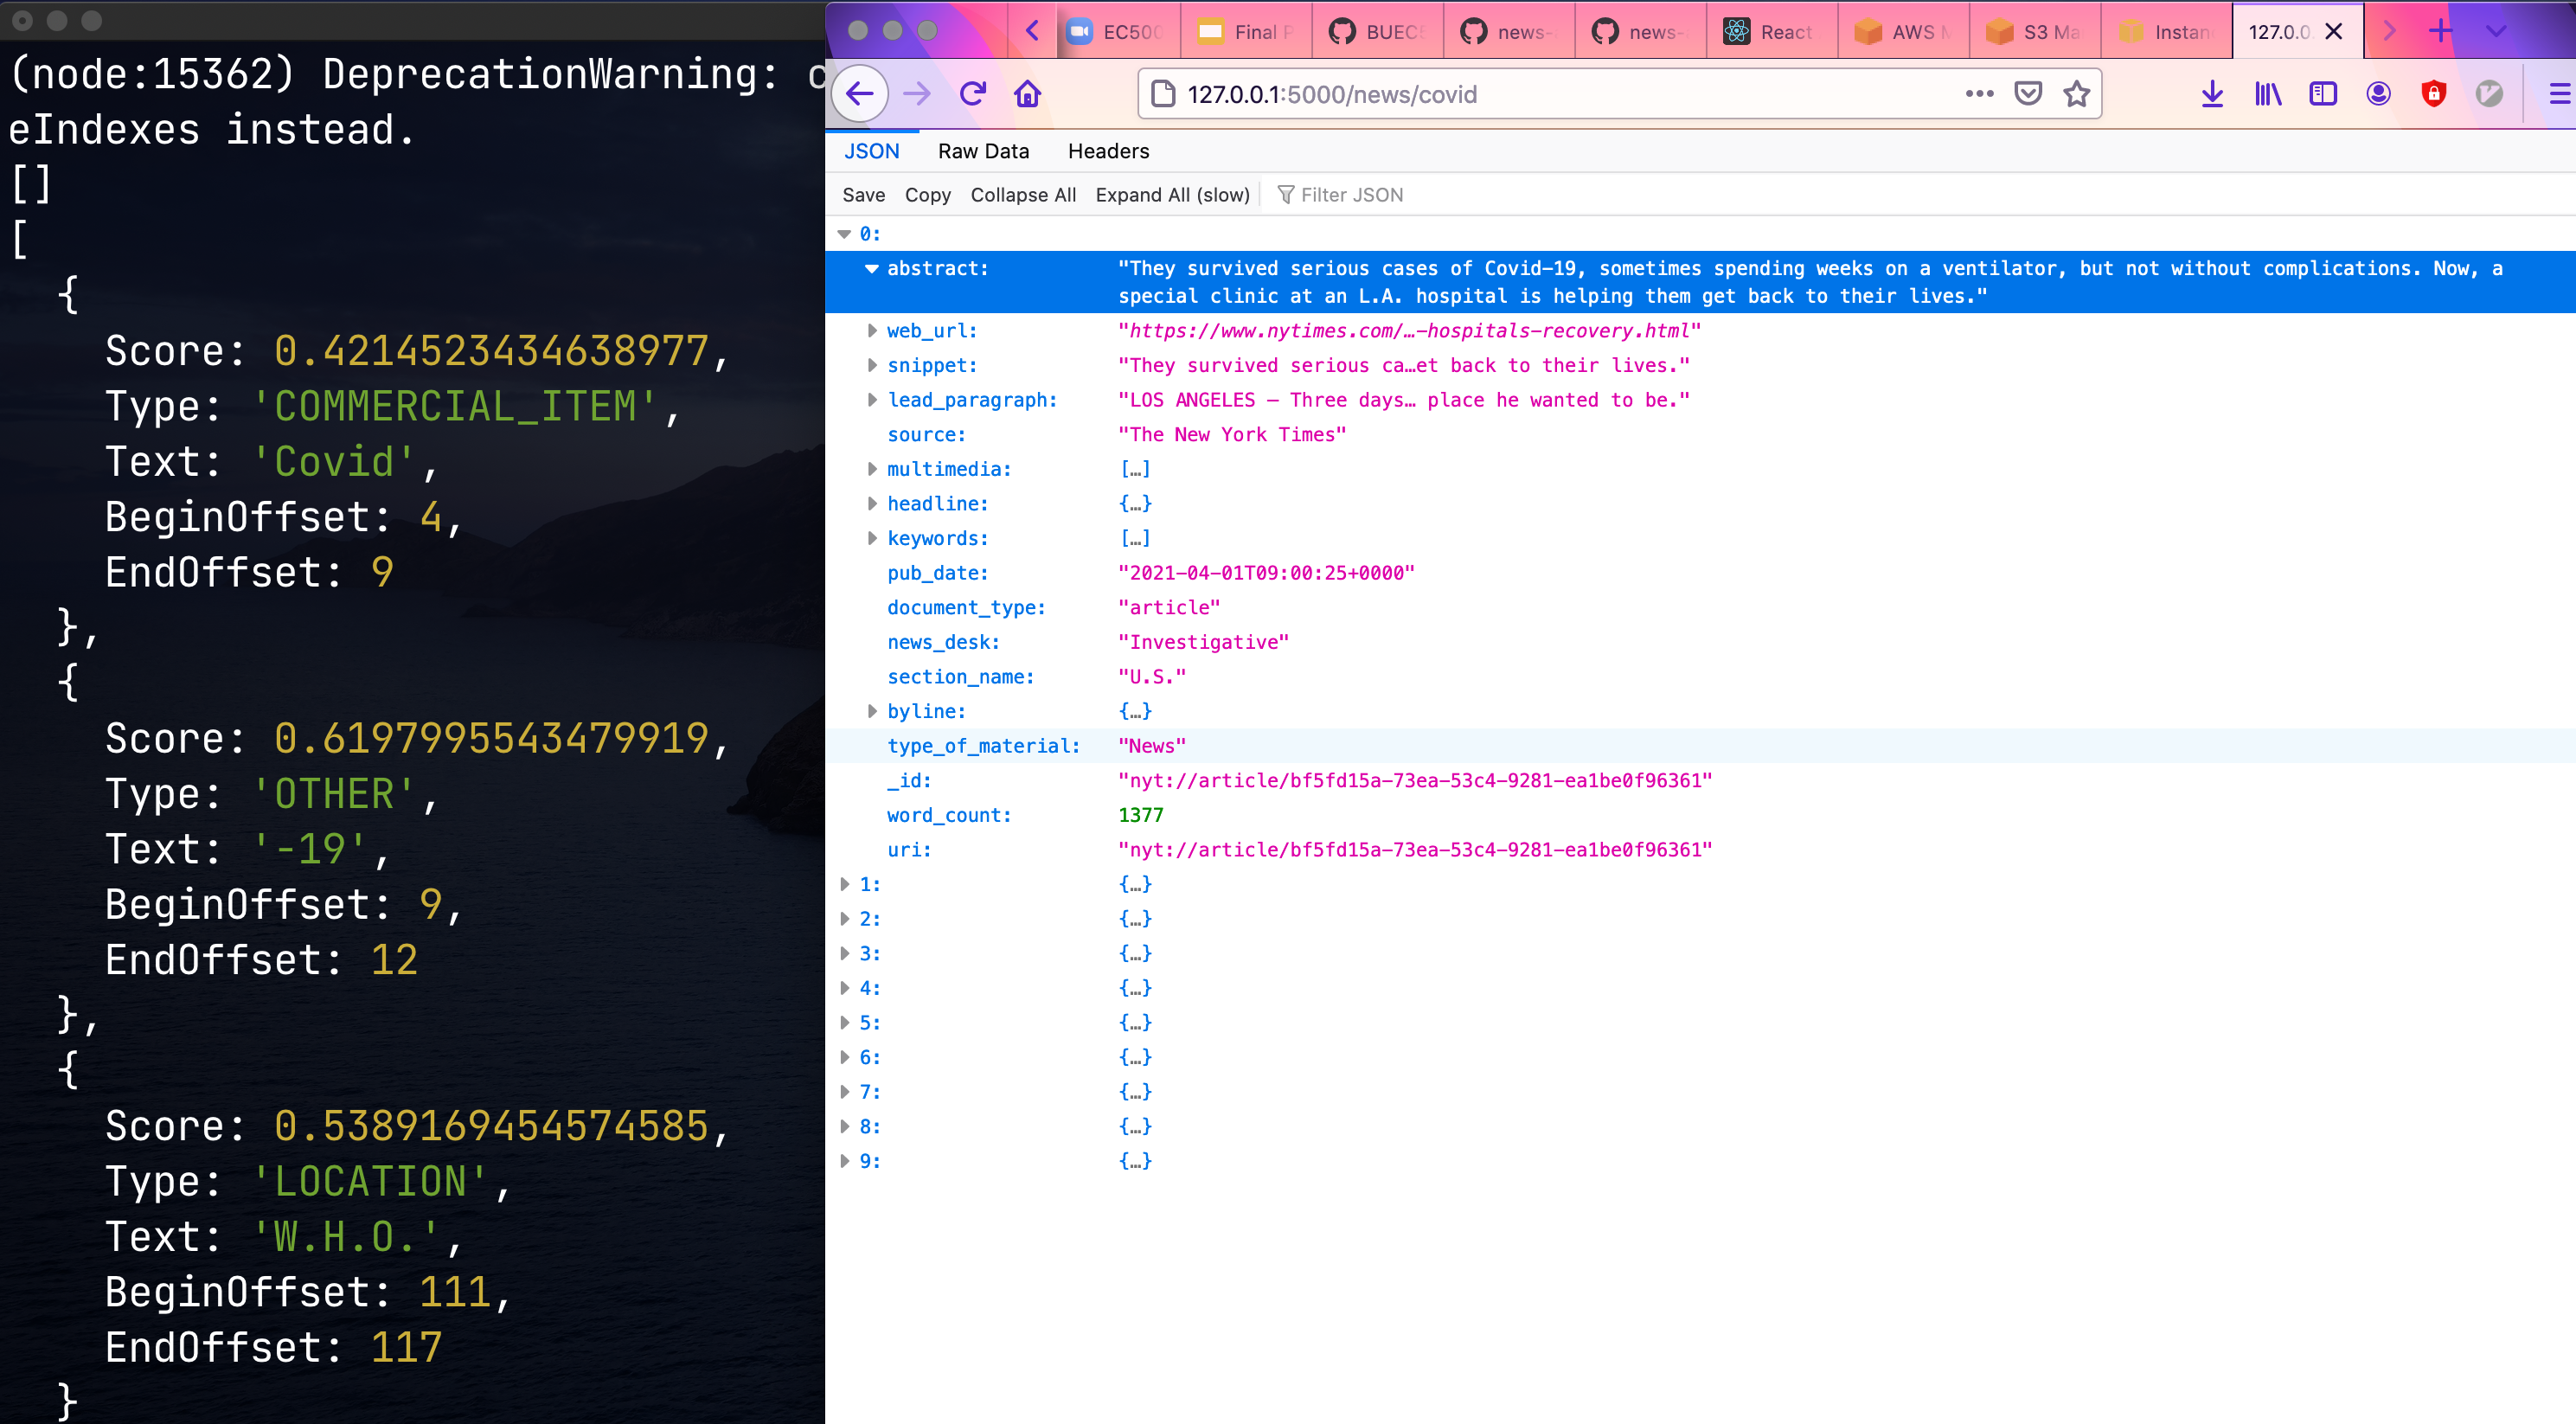 (node:15362) DeprecationWarning: c
eIndexes instead.
[]
[
{
Score: 0.4214523434638977,
Type: 'COMMERCIAL_ITEM',
Text: 'Covid',
BeginOffset: 4,
EndOffset: 9
},
{
Score: 0.6197995543479919,
Type: 'OTHER',
Text: '-19',
BeginOffset: 9,
EndOffset: 12
},
{
Score: 0.5389169454574585,
Type: 'LOCATION',
Text: 'W.H.O.',
BeginOffset: 111,
EndOffset: 117
}
EC500 Final P BUEC5 news- news- React AWS M S3 Ma Instan 127.0.0.
127.0.0.1:5000/news/covid
JSON Raw Data Headers
Save Copy Collapse All Expand All (slow) Filter JSON
0:
abstract: "They survived serious cases of Covid-19, sometimes spending weeks on a ventilator, but not without complications. Now, a
special clinic at an L.A. hospital is helping them get back to their lives."
web_url: "https://www.nytimes.com/…-hospitals-recovery.html"
snippet: "They survived serious ca…et back to their lives."
lead_paragraph: "LOS ANGELES — Three days… place he wanted to be."
source: "The New York Times"
multimedia: […]
headline: {…}
keywords: […]
pub_date: "2021-04-01T09:00:25+0000"
document_type: "article"
news_desk: "Investigative"
section_name: "U.S."
byline: {…}
type_of_material: "News"
_id: "nyt://article/bf5fd15a-73ea-53c4-9281-ea1be0f96361"
word_count: 1377
uri: "nyt://article/bf5fd15a-73ea-53c4-9281-ea1be0f96361"
1: {…}
2: {…}
3: {…}
4: {…}
5: {…}
6: {…}
7: {…}
8: {…}
9: {…}